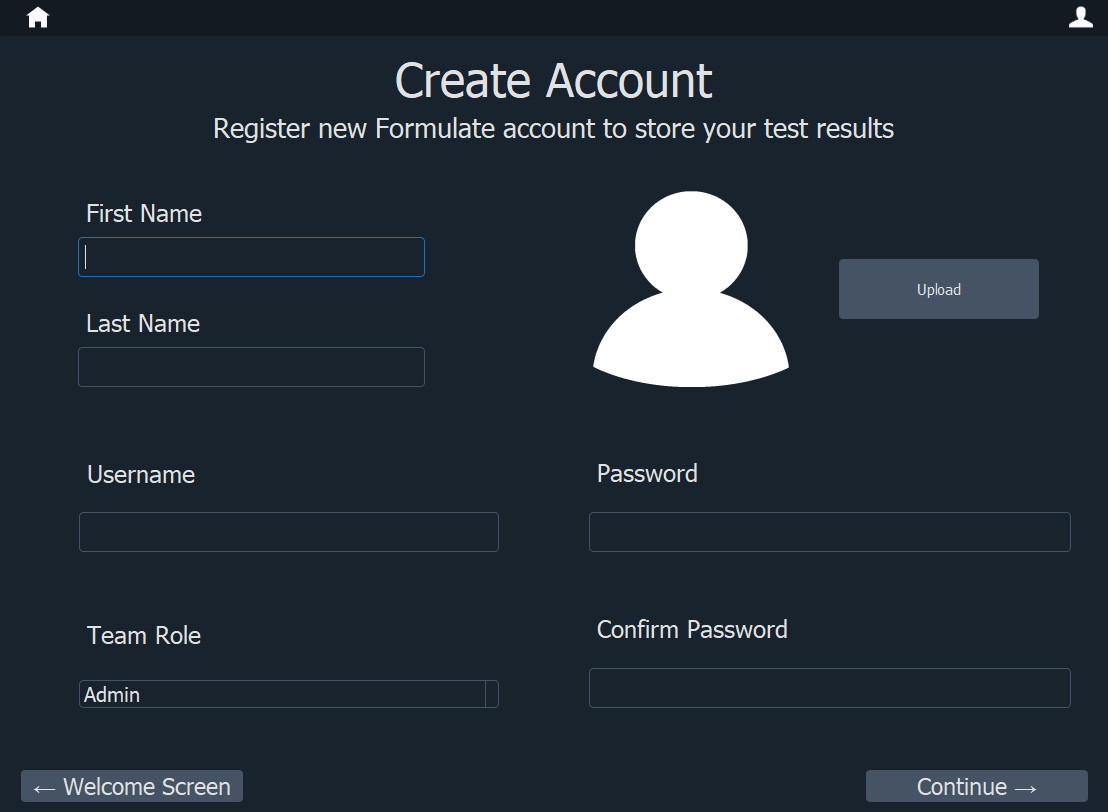 Create Account
Register new Formulate account to store your test results
First Name
Upload
Last Name
Username
Password
Team Role
Confirm Password
Admin
← Welcome Screen
Continue →